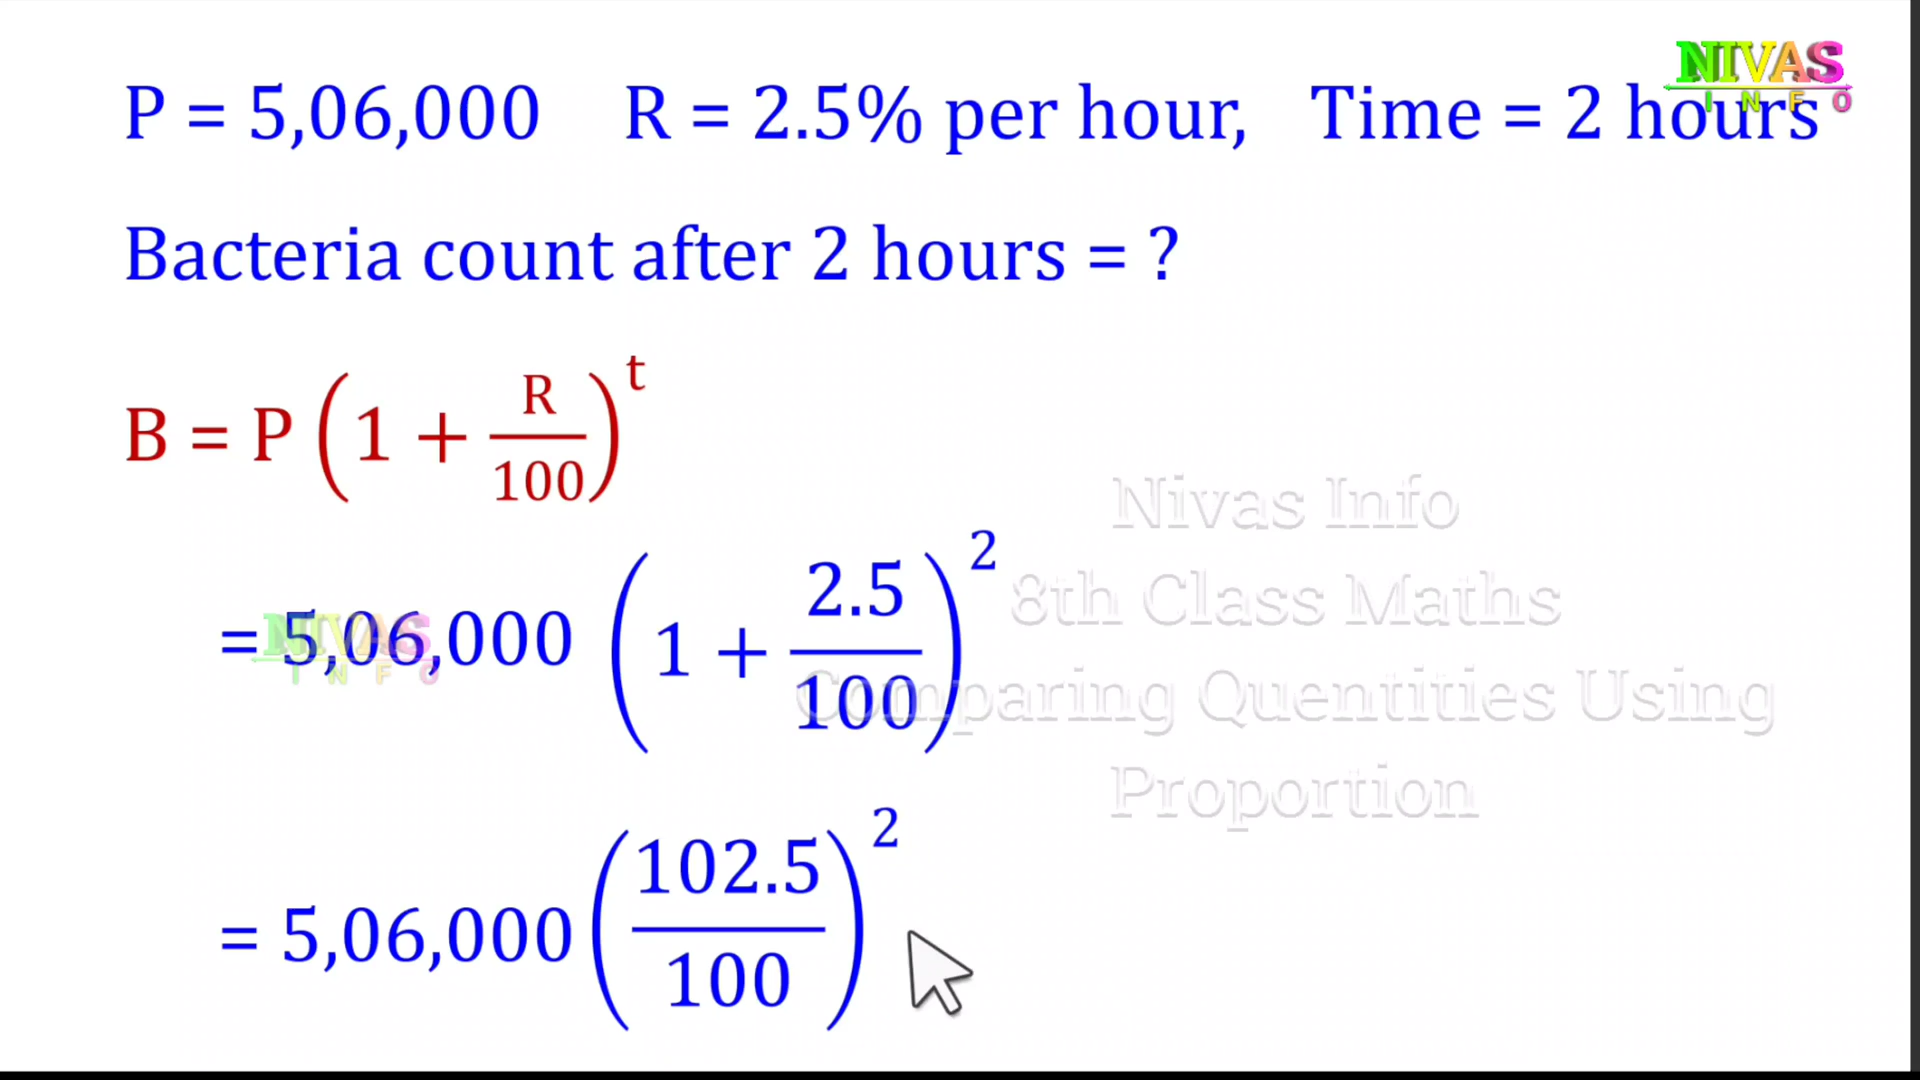 NIVAS
INFO
P = 5,06,000 R = 2.5% per hour, Time = 2 hours
Bacteria count after 2 hours = ?
B = P (1 + R/100)^t
= 5,06,000 (1 + 2.5/100)^2
NIVAS
INFO
Nivas Info
8th Class Maths
Comparing Quentities Using
Proportion
= 5,06,000 (102.5/100)^2